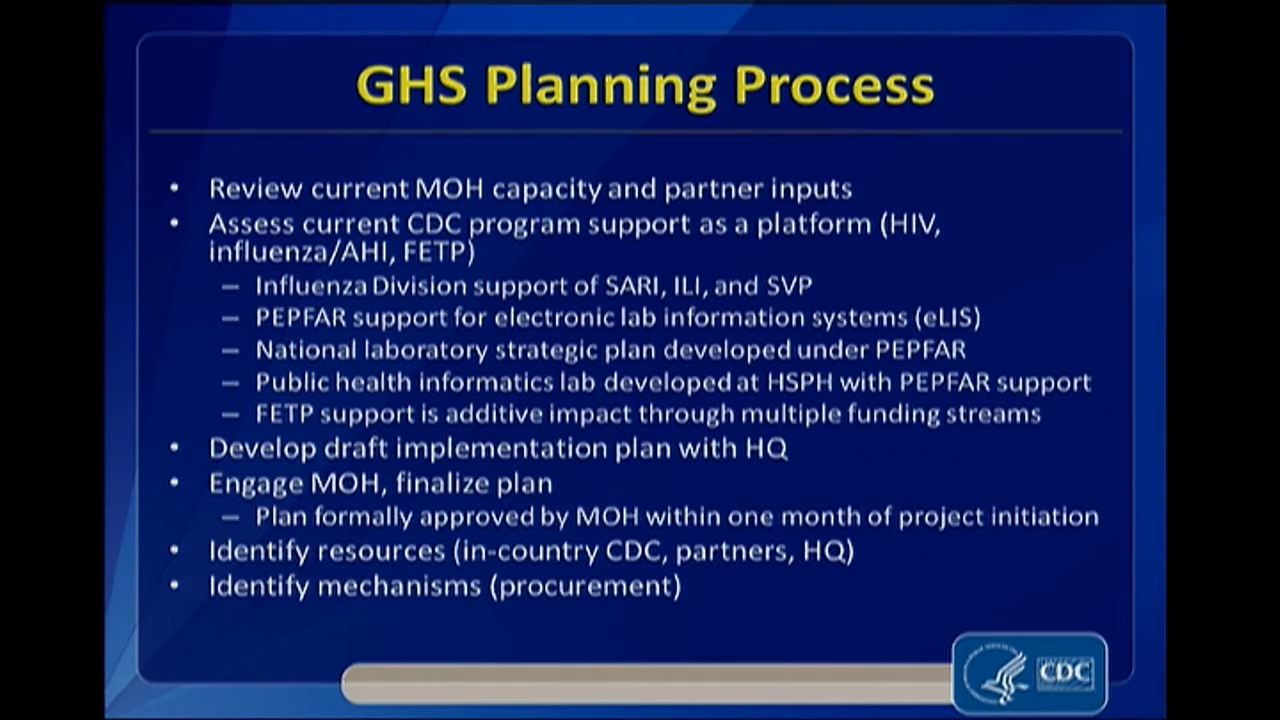 GHS Planning Process
• Review current MOH capacity and partner inputs
• Assess current CDC program support as a platform (HIV,
influenza/AHI, FETP)
– Influenza Division support of SARI, ILI, and SVP
– PEPFAR support for electronic lab information systems (eLIS)
– National laboratory strategic plan developed under PEPFAR
– Public health informatics lab developed at HSPH with PEPFAR support
– FETP support is additive impact through multiple funding streams
• Develop draft implementation plan with HQ
• Engage MOH, finalize plan
– Plan formally approved by MOH within one month of project initiation
• Identify resources (in-country CDC, partners, HQ)
• Identify mechanisms (procurement)
CDC